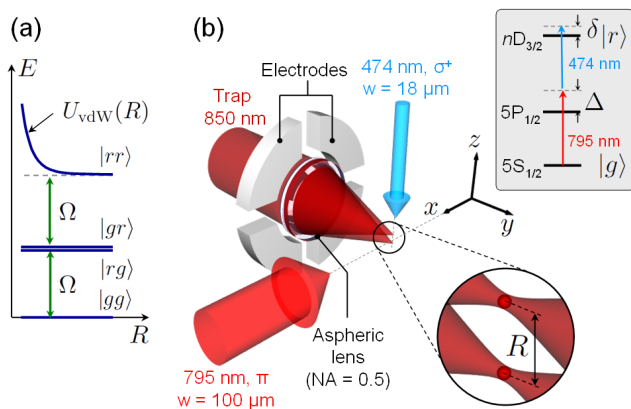 (a)
E
U_vdW(R)
|rr⟩
Ω
|gr⟩
|rg⟩
Ω
|gg⟩
R
(b)
Electrodes
Trap
850 nm
474 nm, σ⁺
w = 18 µm
z
x
y
Aspheric
lens
(NA = 0.5)
795 nm, π
w = 100 µm
R
nD₃/₂
δ
|r⟩
474 nm
5P₁/₂
Δ
795 nm
5S₁/₂
|g⟩